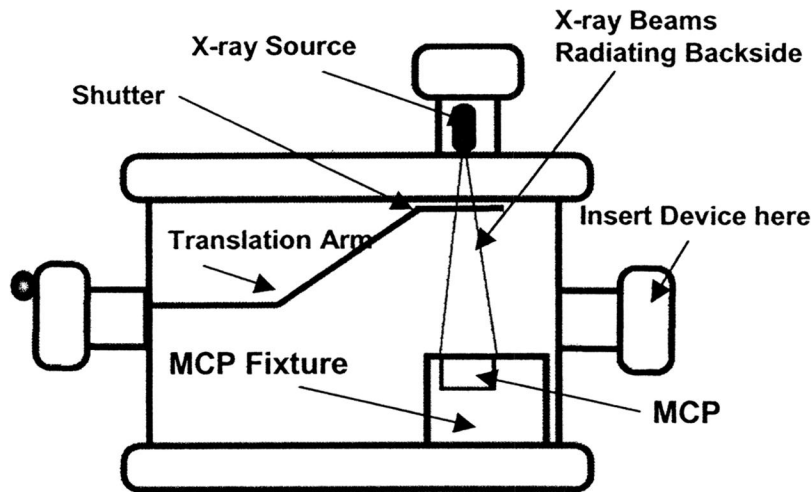 X-ray Source
X-ray Beams
Radiating Backside
Shutter
Insert Device here
Translation Arm
MCP Fixture
MCP